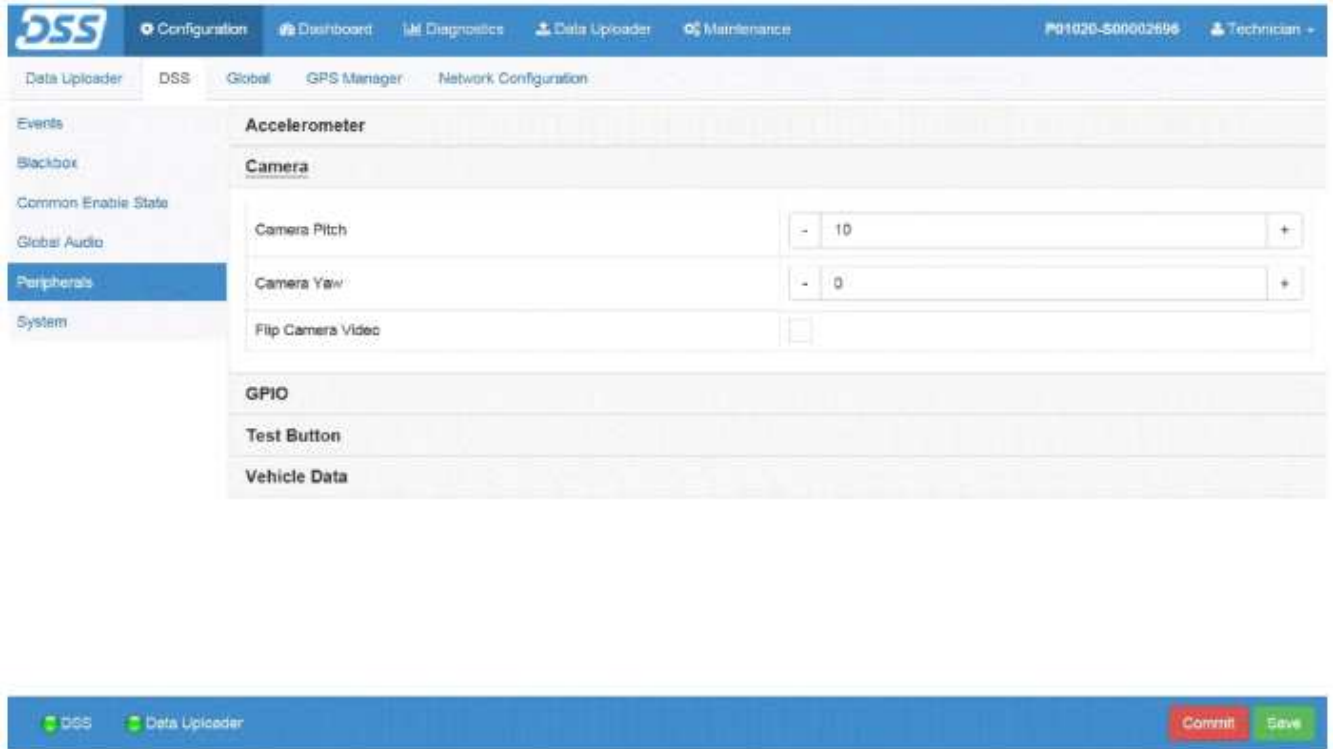 DSS Configuration Dashboard Diagnostics Data Uploader Maintenance P01020-S00002696 Technician
Data Uploader DSS Global GPS Manager Network Configuration
Events
Blackbox
Common Enable State
Global Audio
Peripherals
System
Accelerometer
Camera
Camera Pitch - 10 +
Camera Yaw - 0 +
Flip Camera Video
GPIO
Test Button
Vehicle Data
DSS Data Uploader Commit Save